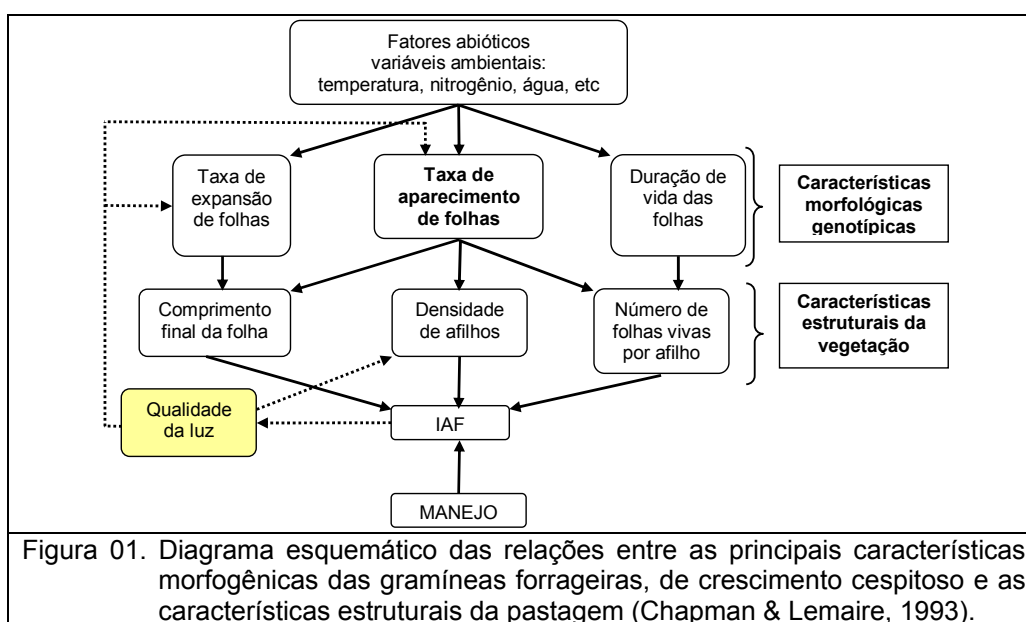 Fatores abióticos
variáveis ambientais:
temperatura, nitrogênio, água, etc
Taxa de
expansão
de folhas
Taxa de
aparecimento
de folhas
Duração de
vida das
folhas
Características
morfológicas
genotípicas
Comprimento
final da folha
Densidade
de afilhos
Número de
folhas vivas
por afilho
Características
estruturais da
vegetação
Qualidade
da luz
IAF
MANEJO
Figura 01. Diagrama esquemático das relações entre as principais características
morfogênicas das gramíneas forrageiras, de crescimento cespitoso e as
características estruturais da pastagem (Chapman & Lemaire, 1993).